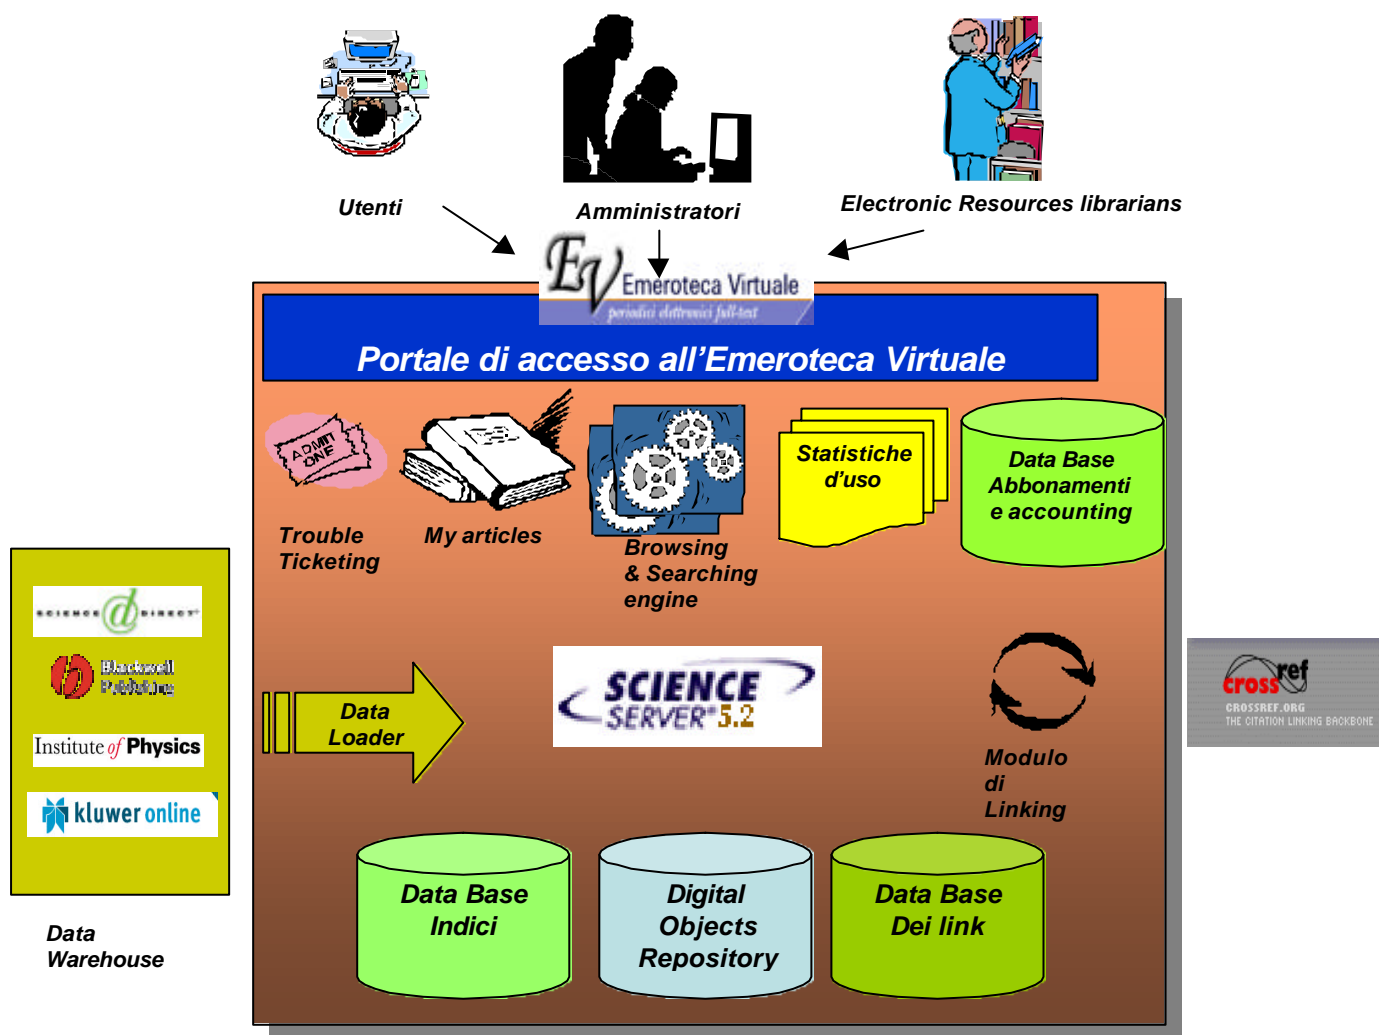 Utenti
Amministratori
Electronic Resources librarians
EV Emeroteca Virtuale
periodici elettronici full-text
Portale di accesso all’Emeroteca Virtuale
ADMIT
ONE
Trouble
Ticketing
My articles
Browsing
& Searching
engine
Statistiche
d’uso
Data Base
Abbonamenti
e accounting
SCIENCE d DIRECT®
Blackwell
Publishing
Institute of Physics
kluwer online
Data
Warehouse
Data
Loader
SCIENCE
SERVER® 5.2
Modulo
di
Linking
cross ref
CROSSREF.ORG
THE CITATION LINKING BACKBONE
Data Base
Indici
Digital
Objects
Repository
Data Base
Dei link